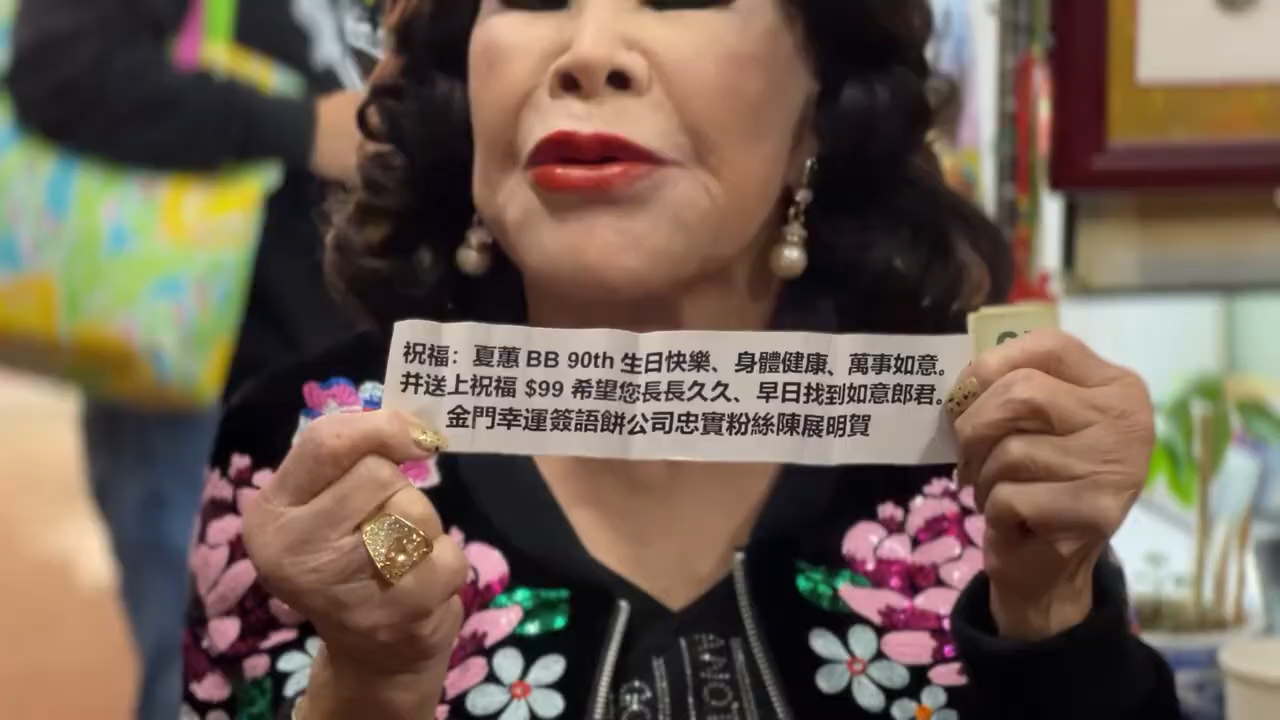 祝福：夏蕙 BB 90th 生日快樂、身體健康、萬事如意。
并送上祝福 $99 希望您長長久久、早日找到如意郎君。
金門幸運簽語餅公司忠實粉絲陳展明賀